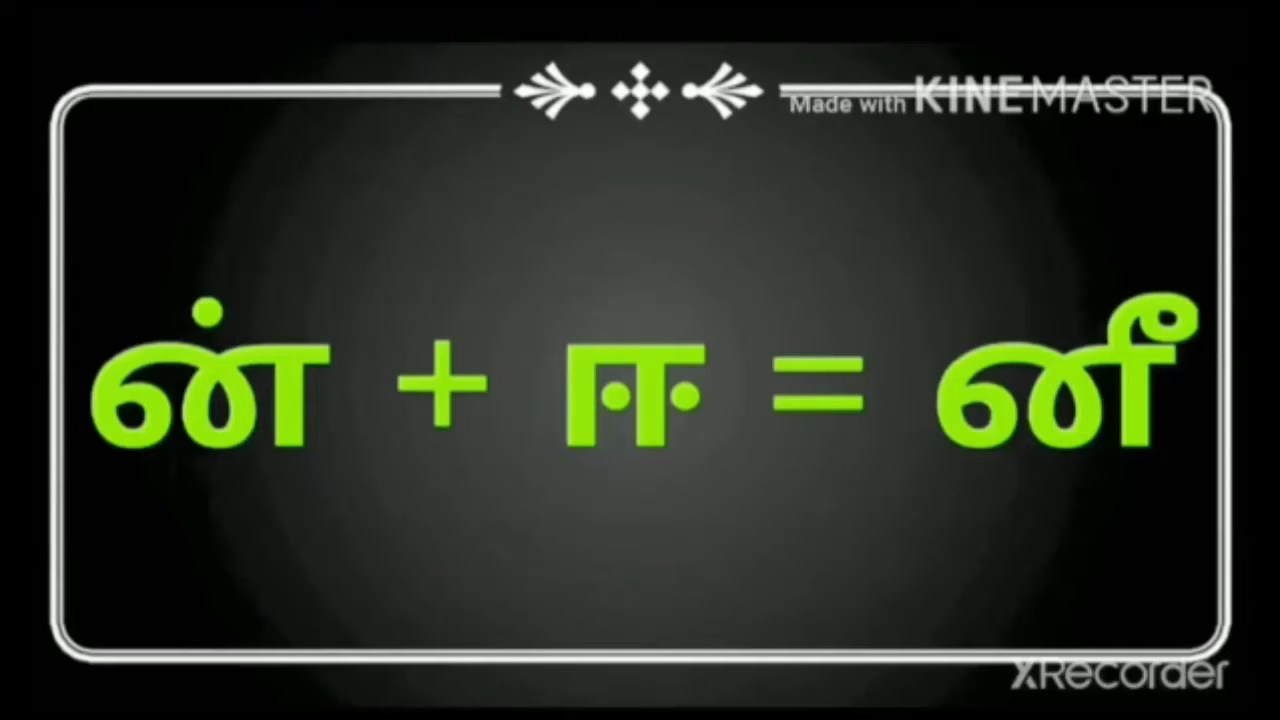 Made with KINEMASTER
ன் + ஈ = னீ
XRecorder